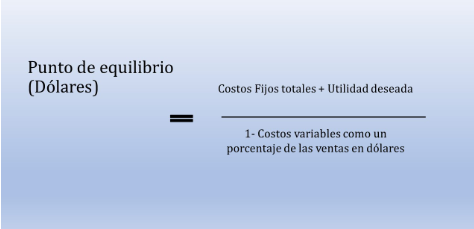 Punto de equilibrio
(Dólares)
=
Costos Fijos totales + Utilidad deseada
1- Costos variables como un
porcentaje de las ventas en dólares